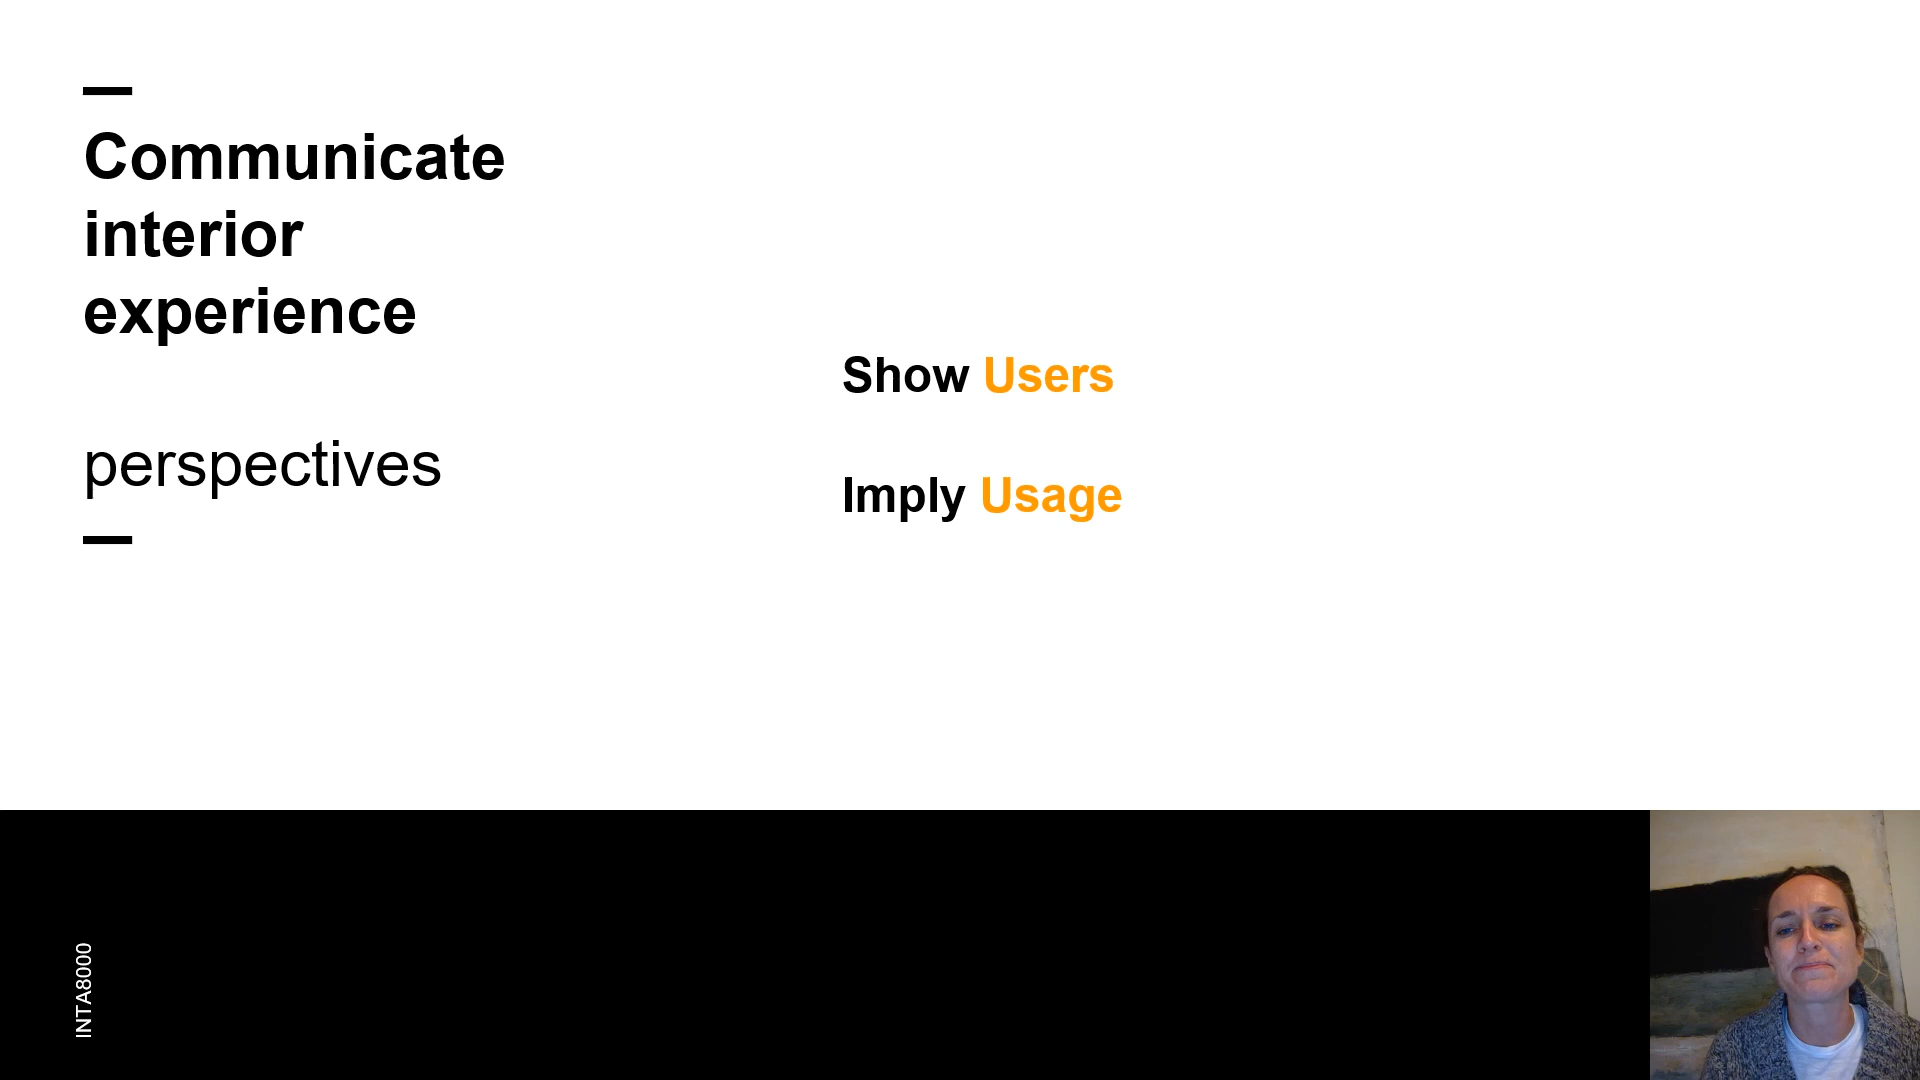 Communicate
interior
experience
perspectives
Show Users
Imply Usage
INTA8000